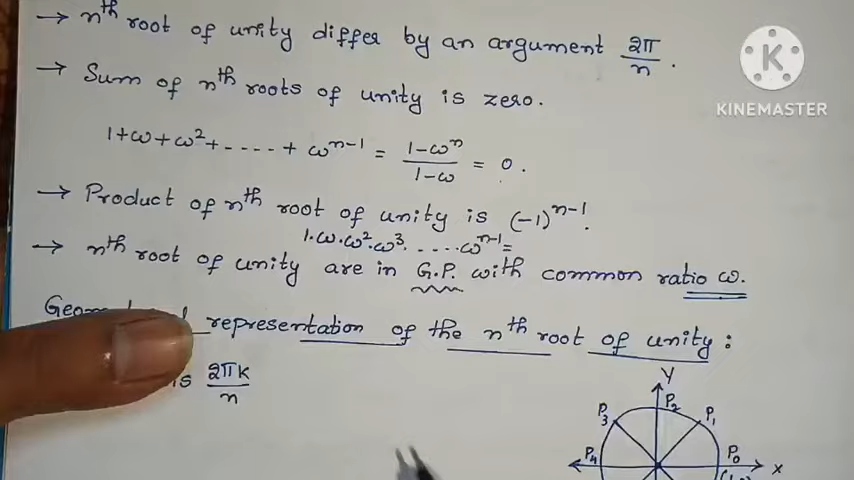 → nth root of unity differ by an argument 2π/n.
→ Sum of nth roots of unity is zero.
1+ω+ω²+-----+ ω^n-1 = 1-ω^n/1-ω = 0.
→ Product of nth root of unity is (-1)^n-1.
1.ω.ω².ω³. .....ω^n-1 =
→ nth root of unity are in G.P. with common ratio ω.
representation of the nth root of unity :
is 2πk/n
Y
P3 P2 P1
P4 P0 X
K
KINEMASTER